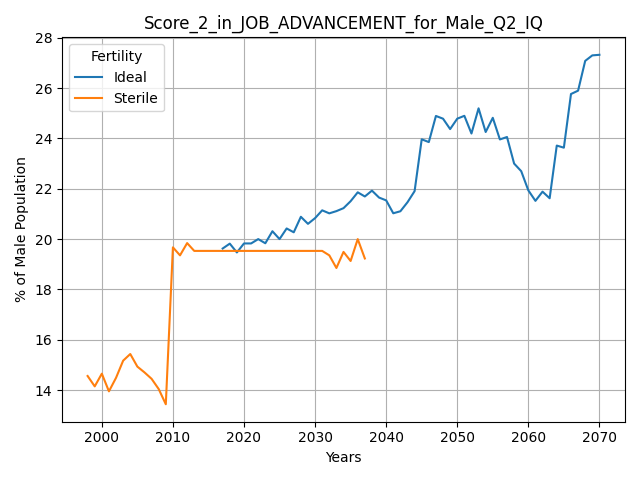 Score_2_in_JOB_ADVANCEMENT_for_Male_Q2_IQ
Fertility
Ideal
Sterile
% of Male Population
28
26
24
22
20
18
16
14
2000 2010 2020 2030 2040 2050 2060 2070
Years